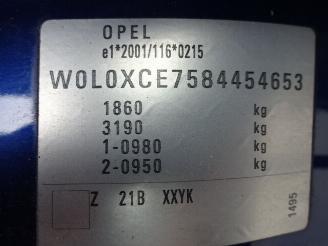 OPEL
e1*2001/116*0215
W0L0XCE7584454653
1860 kg
3190 kg
1-0980 kg
2-0950 kg
Z 21B XXYK
1495